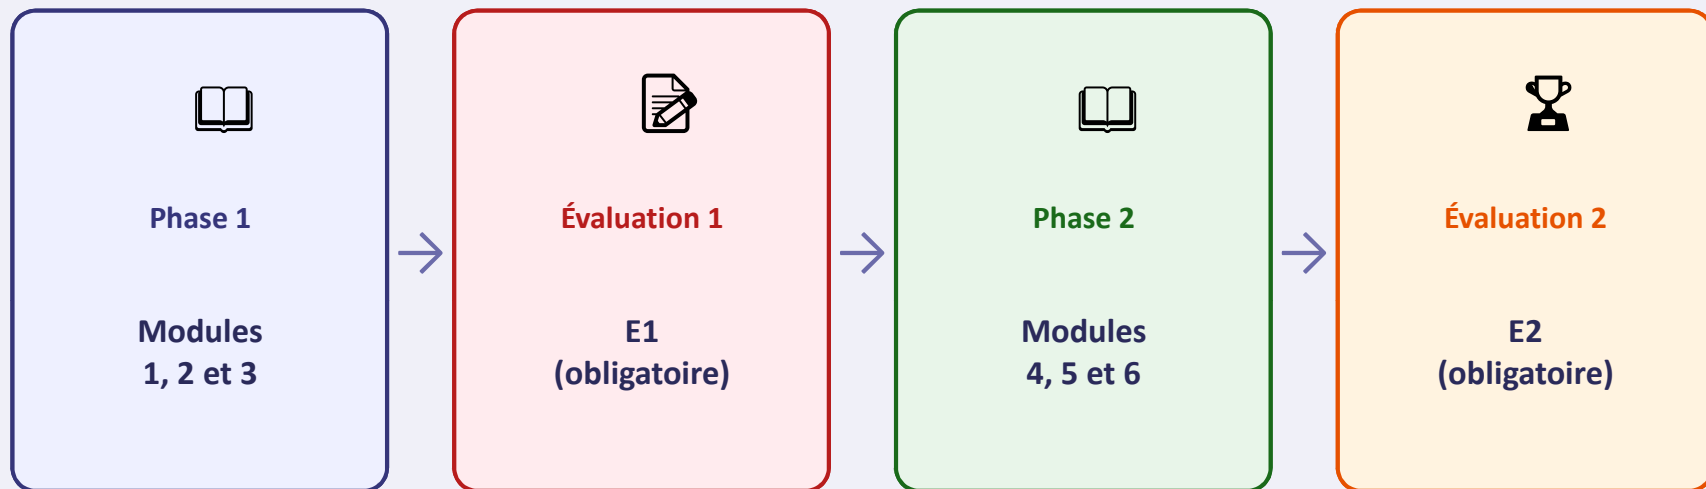 Phase 1
Modules
1, 2 et 3
Évaluation 1
E1
(obligatoire)
Phase 2
Modules
4, 5 et 6
Évaluation 2
E2
(obligatoire)